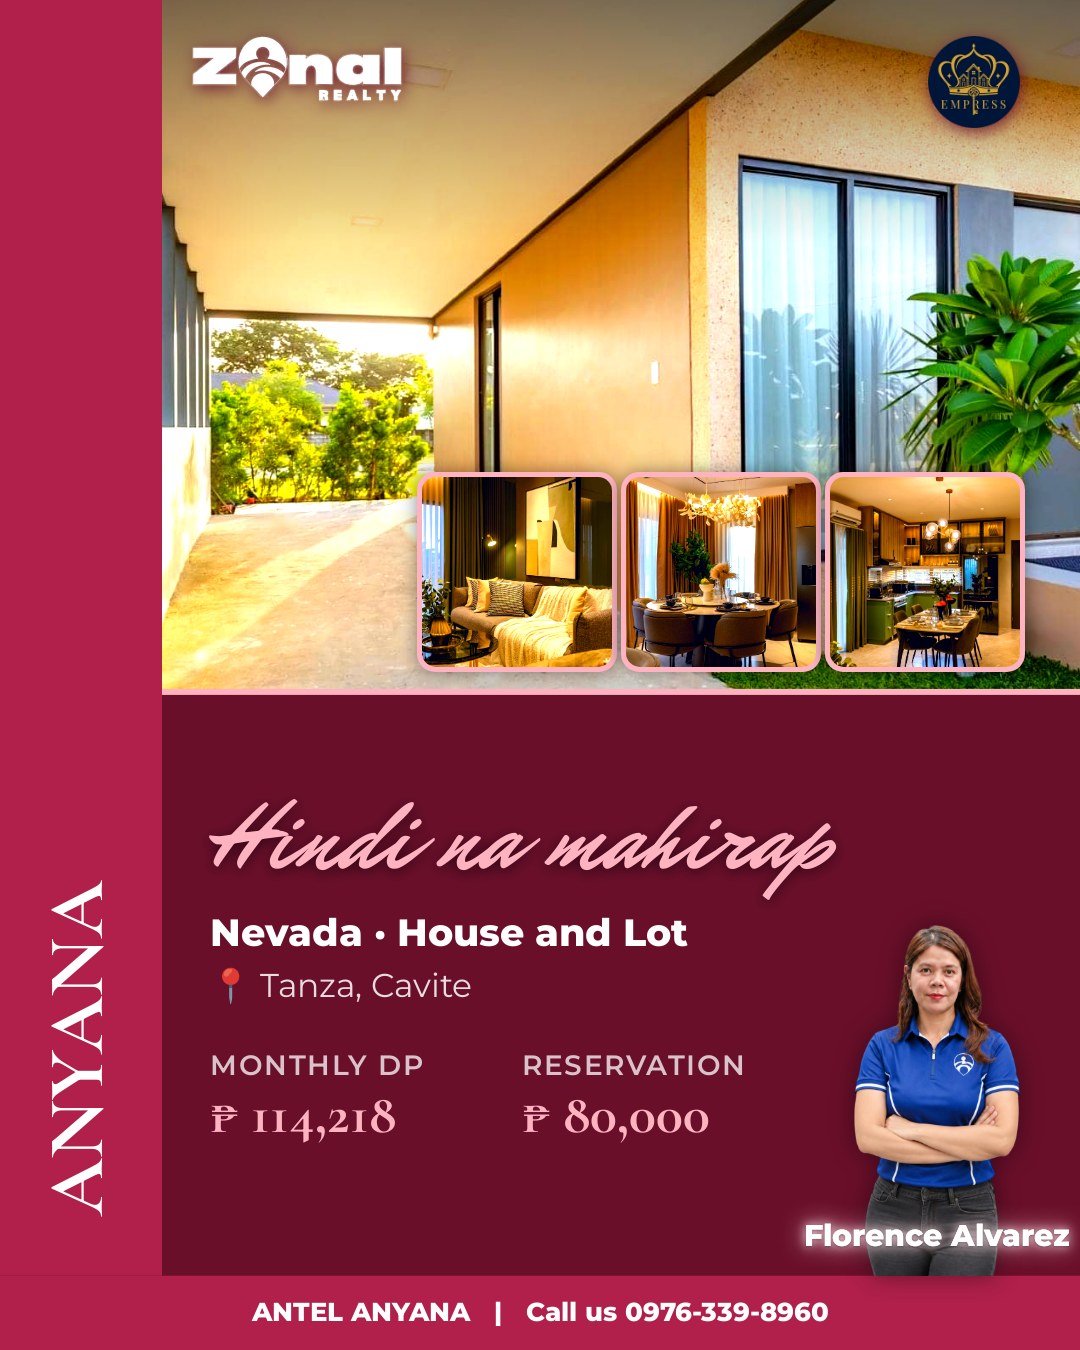 Zonal
REALTY
EMPRESS
Hindi na mahirap
Nevada • House and Lot
📍 Tanza, Cavite
MONTHLY DP
₱ 114,218
RESERVATION
₱ 80,000
ANYANA
Florence Alvarez
ANTEL ANYANA | Call us 0976-339-8960